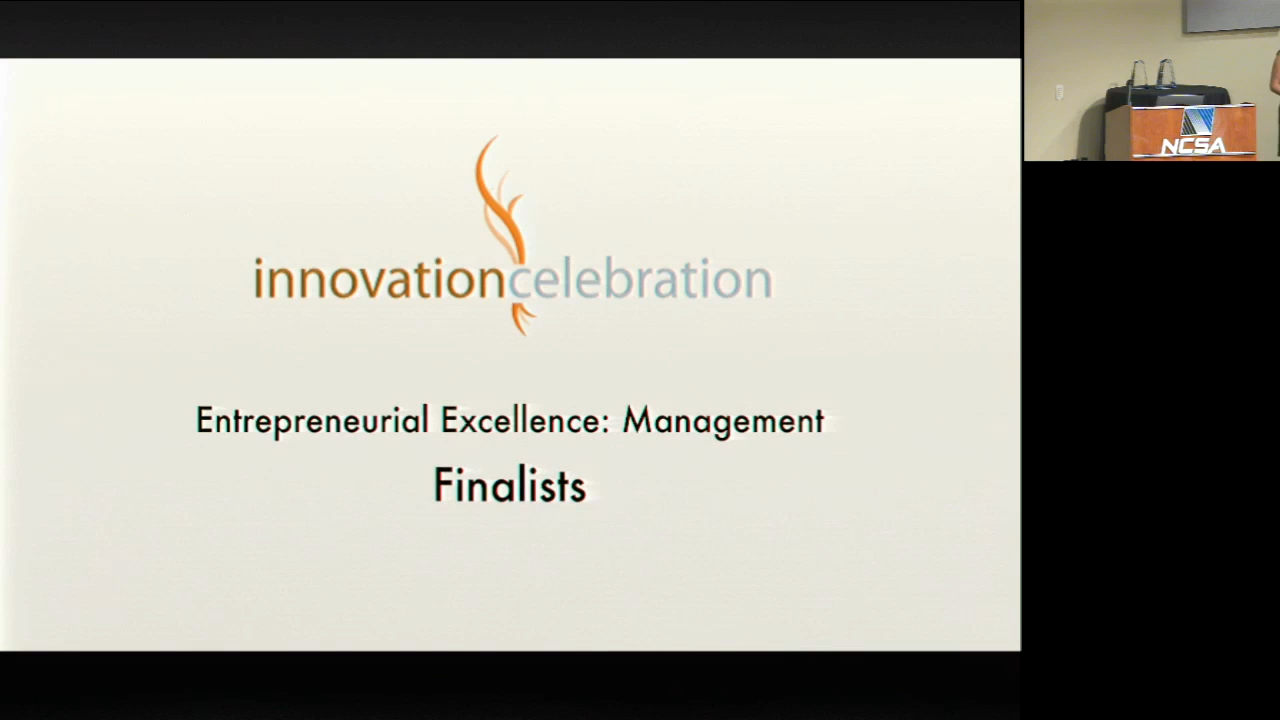 innovationcelebration
Entrepreneurial Excellence: Management
Finalists
NCSA